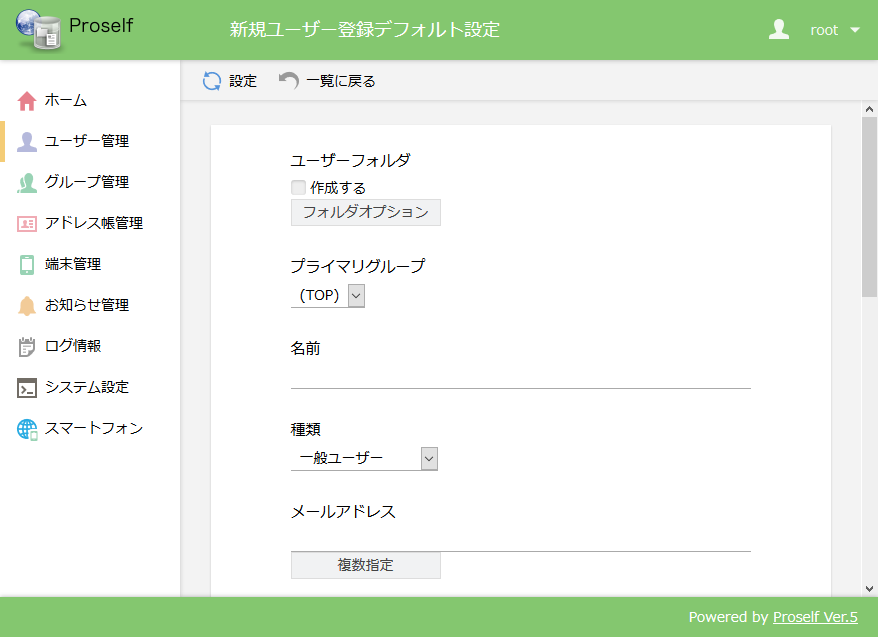 Proself
新規ユーザー登録デフォルト設定
root
設定
一覧に戻る
ホーム
ユーザー管理
グループ管理
アドレス帳管理
端末管理
お知らせ管理
ログ情報
システム設定
スマートフォン
ユーザーフォルダ
作成する
フォルダオプション
プライマリグループ
(TOP)
名前
種類
一般ユーザー
メールアドレス
複数指定
Powered by Proself Ver.5